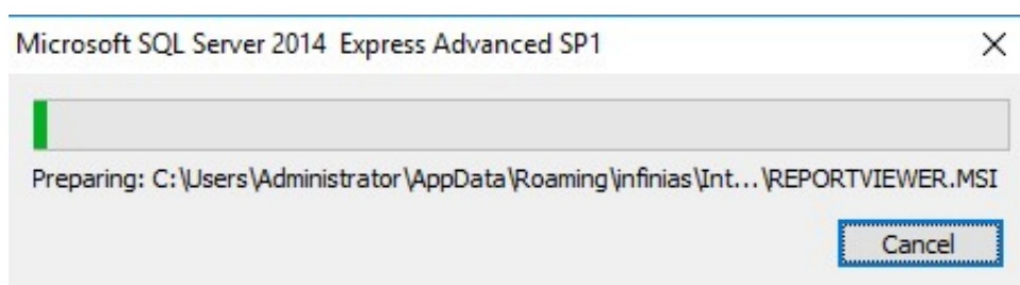 Microsoft SQL Server 2014 Express Advanced SP1
Preparing: C:\Users\Administrator\AppData\Roaming\infinias\Int...\REPORTVIEWER.MSI
Cancel